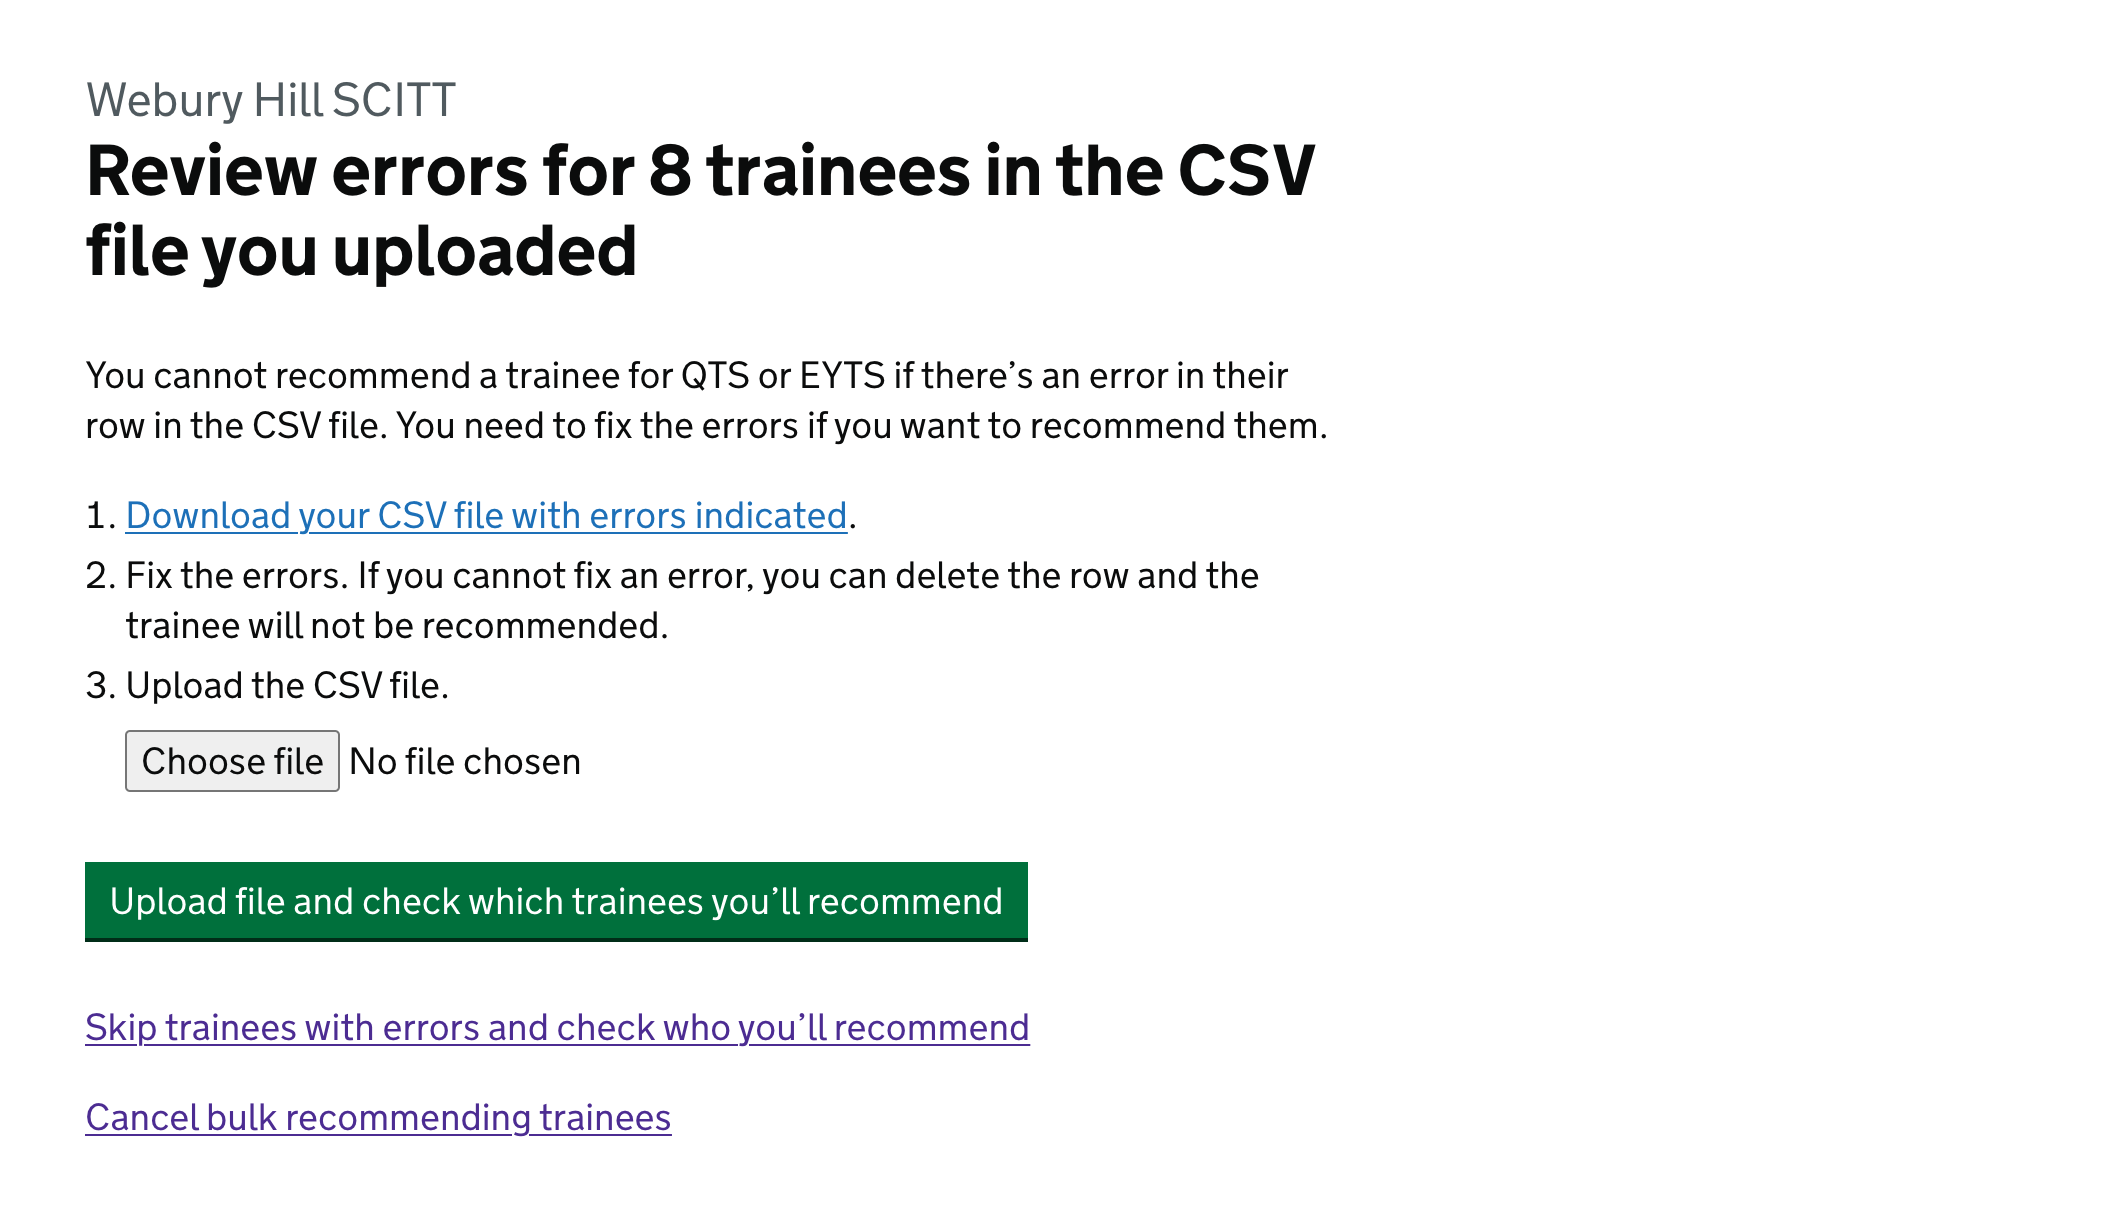 Webury Hill SCITT
Review errors for 8 trainees in the CSV
file you uploaded
You cannot recommend a trainee for QTS or EYTS if there’s an error in their
row in the CSV file. You need to fix the errors if you want to recommend them.
1. Download your CSV file with errors indicated.
2. Fix the errors. If you cannot fix an error, you can delete the row and the
trainee will not be recommended.
3. Upload the CSV file.
Choose file No file chosen
Upload file and check which trainees you’ll recommend
Skip trainees with errors and check who you’ll recommend
Cancel bulk recommending trainees